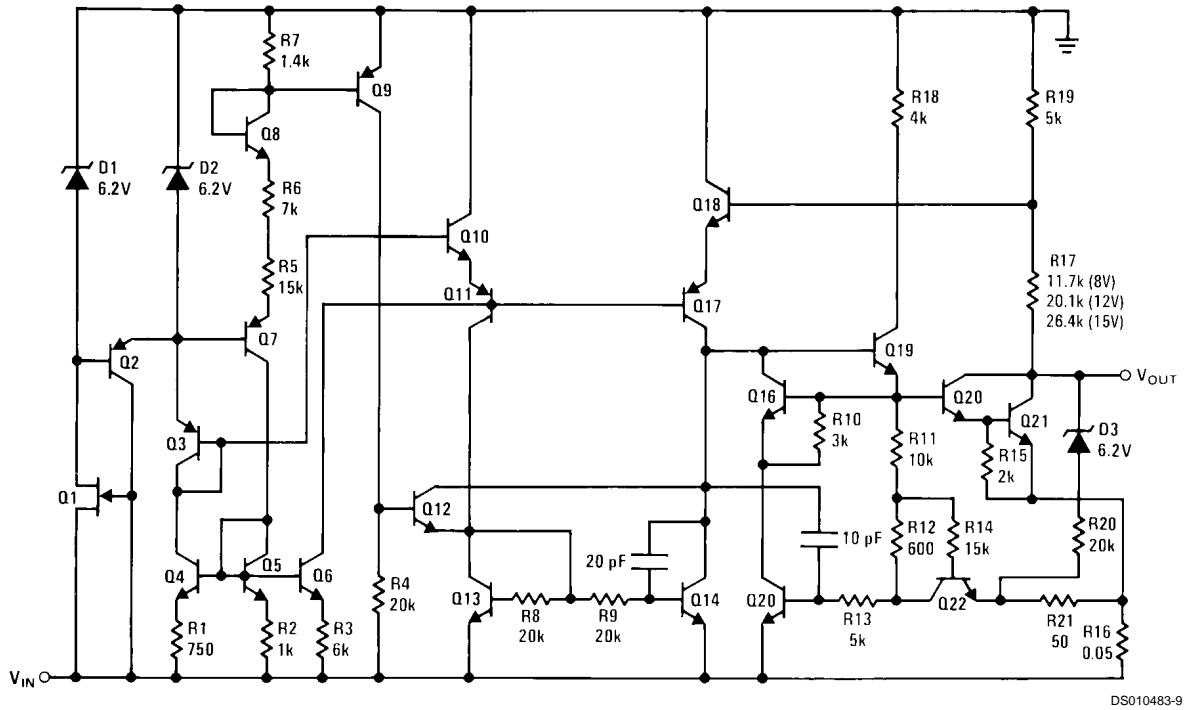 R7
1.4k
Q9
R18
4k
R19
5k
Q8
D1
6.2V
D2
6.2V
R6
7k
Q18
Q10
R5
15k
Q11
R17
11.7k (8V)
20.1k (12V)
26.4k (15V)
Q17
Q7
Q2
Q19
VOUT
Q16
R10
3k
Q20
Q21
R11
10k
R15
2k
D3
6.2V
Q3
Q1
Q12
20 pF
10 pF
R12
600
R14
15k
R20
20k
Q4
Q5
Q6
R4
20k
Q13
R8
20k
R9
20k
Q14
Q20
R13
5k
Q22
R21
50
R16
0.05
R1
750
R2
1k
R3
6k
VIN
DS010483-9